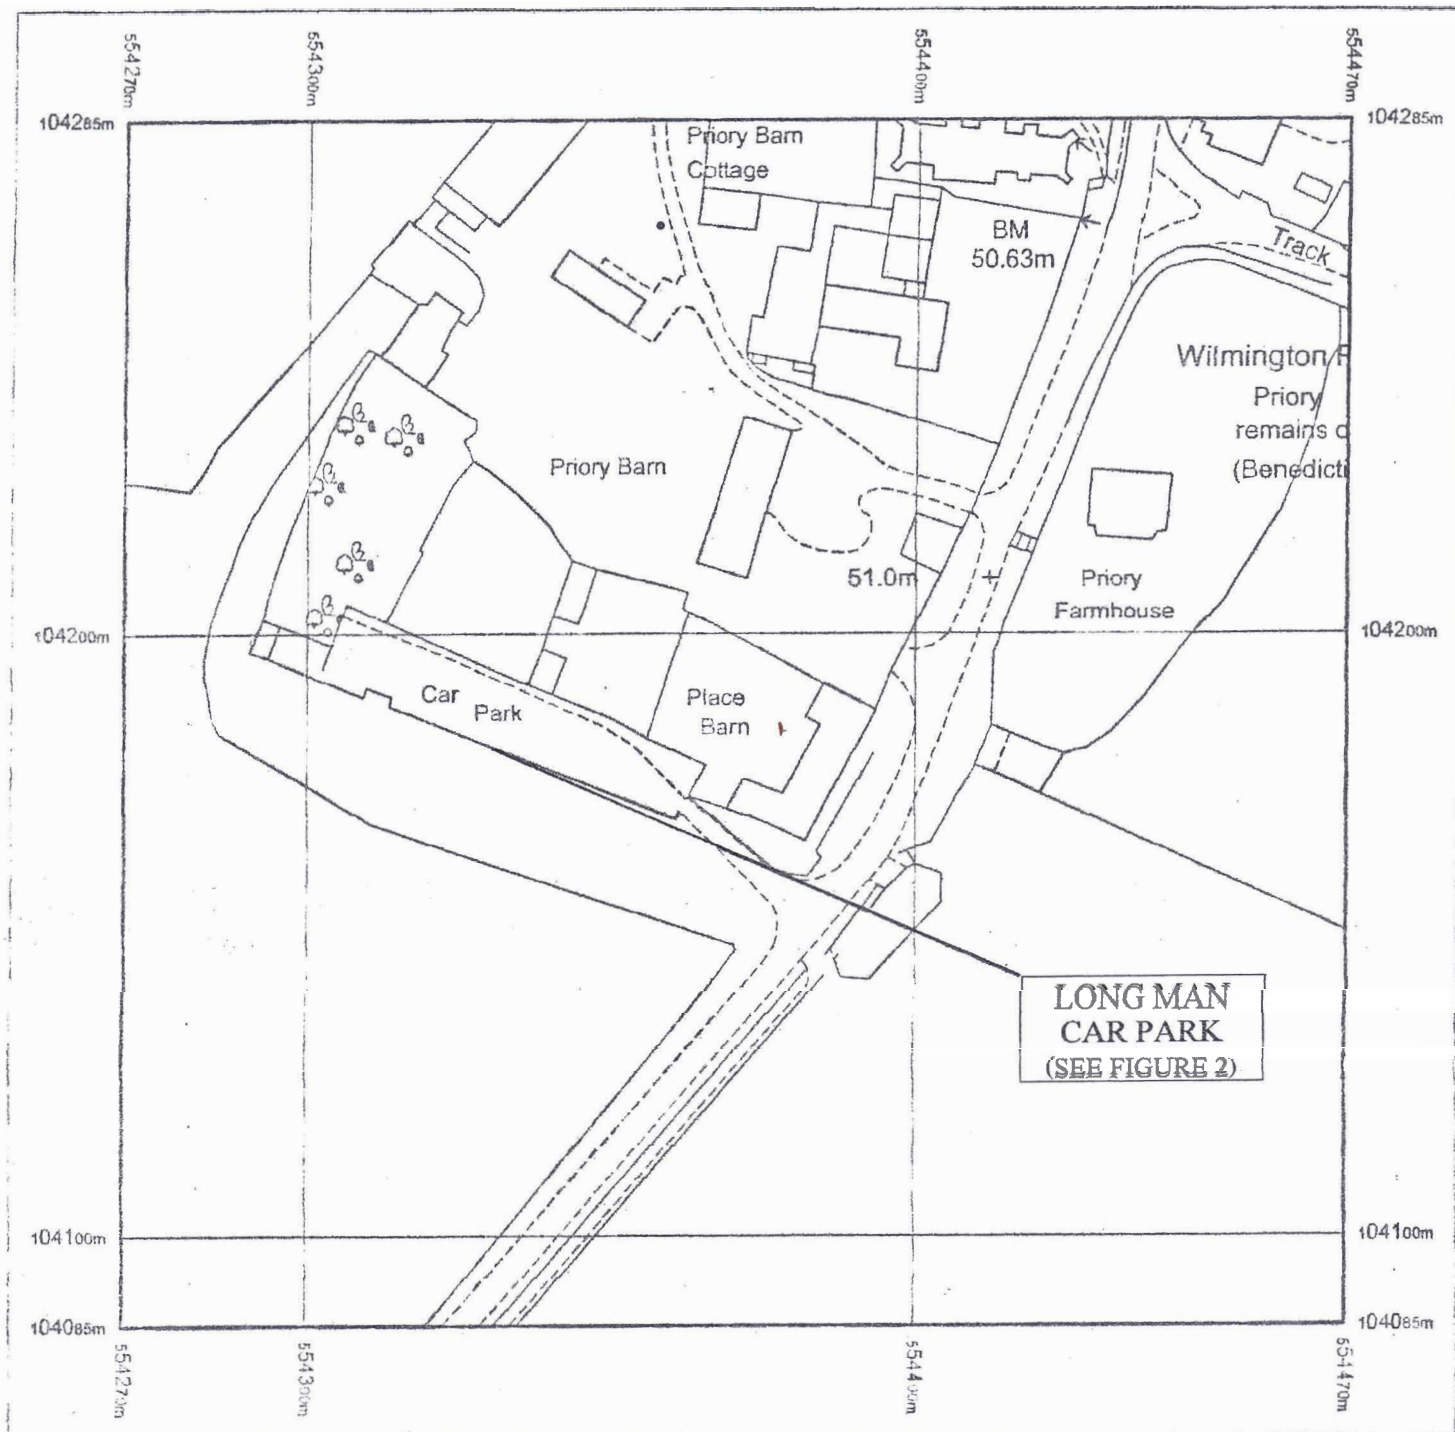 554270m
554300m
554400m
554470m
104285m
104285m
Priory Barn
Cottage
BM
50.63m
Track
Wilmington P
Priory
remains o
(Benedicti
Priory Barn
51.0m
Priory
Farmhouse
104200m
104200m
Car
Park
Place
Barn
LONG MAN
CAR PARK
(SEE FIGURE 2)
104100m
104100m
104085m
104085m
554270m
554300m
554400m
554470m